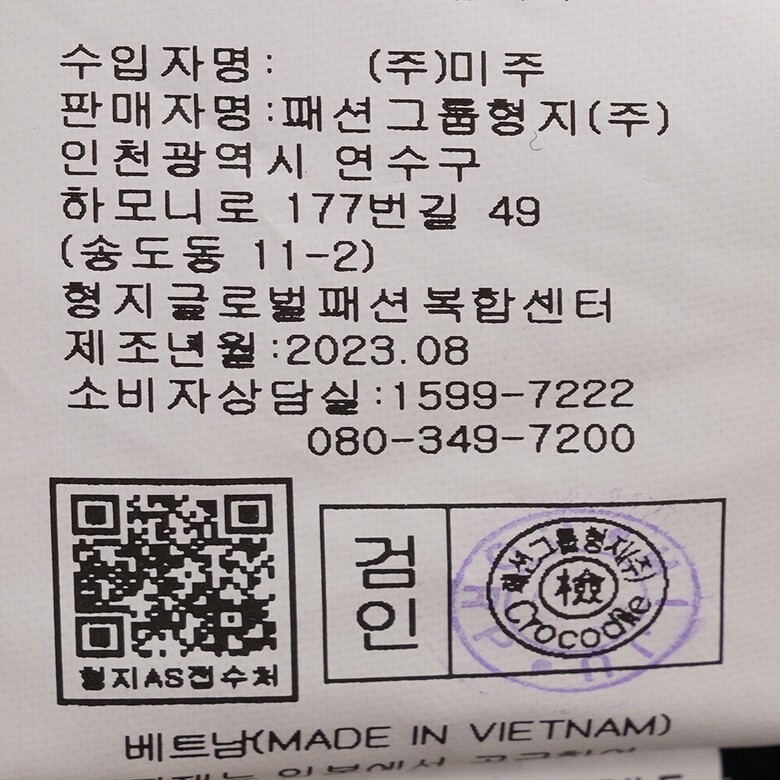 수입자명: (주)미주
판매자명:패션그룹형지(주)
인천광역시 연수구
하모니로 177번길 49
(송도동 11-2)
형지글로벌패션복합센터
제조년월:2023.08
소비자상담실:1599-7222
080-349-7200
형지AS접수처
검인
패션그룹형지(주)
檢
Crocodile
베트남(MADE IN VIETNAM)